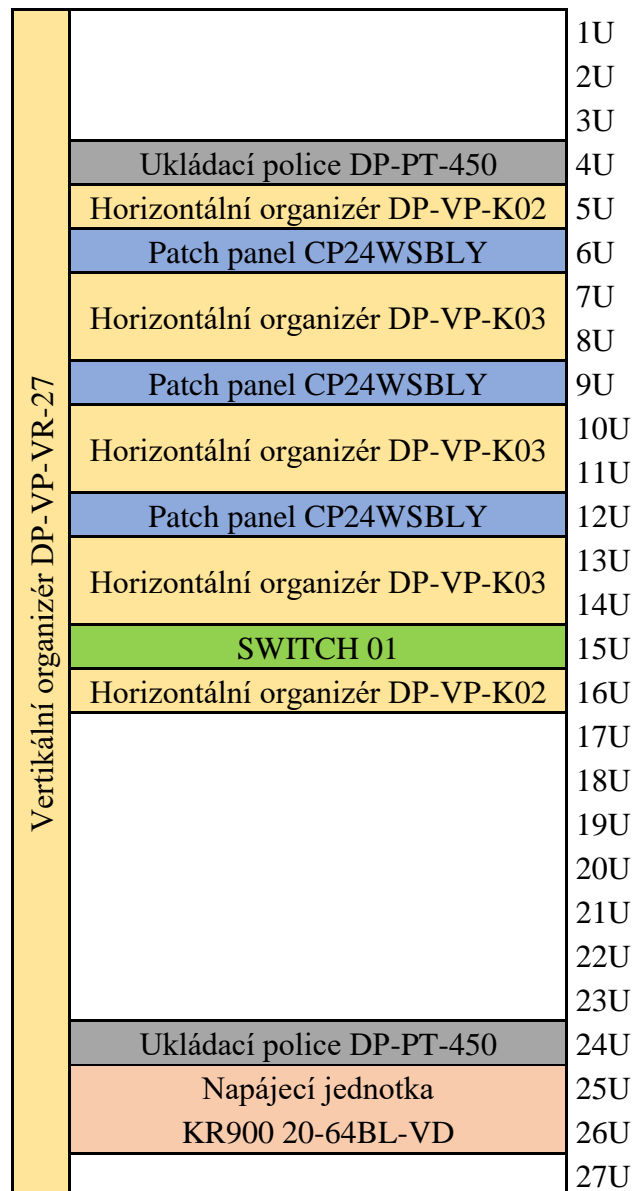 Vertikální organizér DP-VP-VR-27
1U
2U
3U
Ukládací police DP-PT-450 4U
Horizontální organizér DP-VP-K02 5U
Patch panel CP24WSBLY 6U
7U
Horizontální organizér DP-VP-K03
8U
Patch panel CP24WSBLY 9U
10U
Horizontální organizér DP-VP-K03
11U
Patch panel CP24WSBLY 12U
13U
Horizontální organizér DP-VP-K03
14U
SWITCH 01 15U
Horizontální organizér DP-VP-K02 16U
17U
18U
19U
20U
21U
22U
23U
Ukládací police DP-PT-450 24U
Napájecí jednotka 25U
KR900 20-64BL-VD 26U
27U